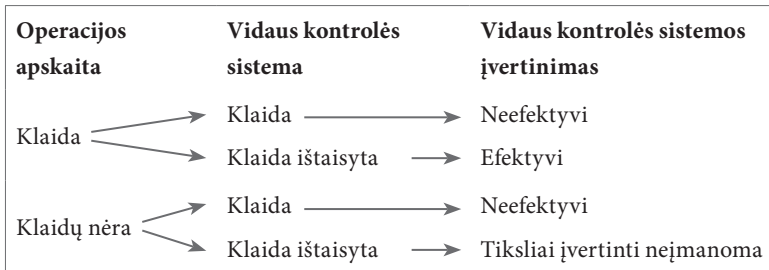 Operacijos apskaita
Vidaus kontrolės sistema
Vidaus kontrolės sistemos įvertinimas
Klaida
Klaida
Neefektyvi
Klaida ištaisyta
Efektyvi
Klaidų nėra
Klaida
Neefektyvi
Klaida ištaisyta
Tiksliai įvertinti neįmanoma